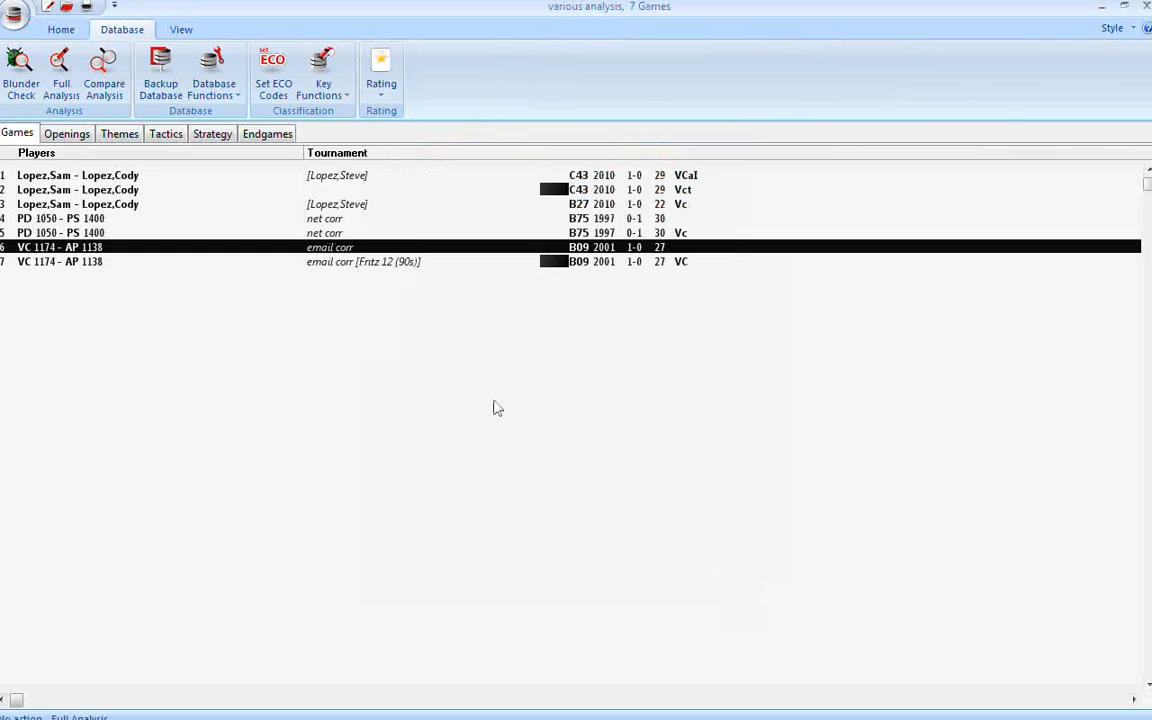 various analysis, 7 Games
Home Database View Style
set ECO
Blunder Check
Full Analysis
Compare Analysis
Backup Database
Database Functions
Set ECO Codes
Key Functions
Rating
Analysis Database Classification Rating
Games Openings Themes Tactics Strategy Endgames
Players Tournament
1 Lopez,Sam - Lopez,Cody [Lopez,Steve] C43 2010 1-0 29 VCaI
2 Lopez,Sam - Lopez,Cody C43 2010 1-0 29 Vct
3 Lopez,Sam - Lopez,Cody [Lopez,Steve] B27 2010 1-0 22 Vc
4 PD 1050 - PS 1400 net corr B75 1997 0-1 30
5 PD 1050 - PS 1400 net corr B75 1997 0-1 30 Vc
6 VC 1174 - AP 1138 email corr B09 2001 1-0 27
7 VC 1174 - AP 1138 email corr [Fritz 12 (90s)] B09 2001 1-0 27 VC
No action Full Analysis